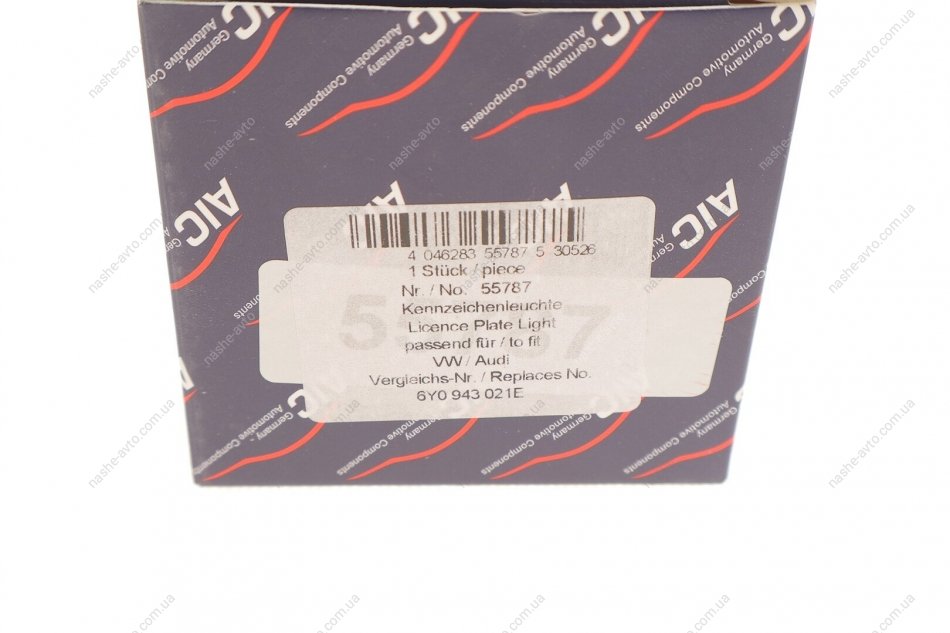 AIC
Germany
Automotive Components
4 046283 55787 5 30526
1 Stück / piece
Nr. / No. 55787
Kennzeichenleuchte
Licence Plate Light
passend für / to fit
VW / Audi
Vergleichs-Nr. / Replaces No.
6Y0 943 021E
nashe-avto.com.ua